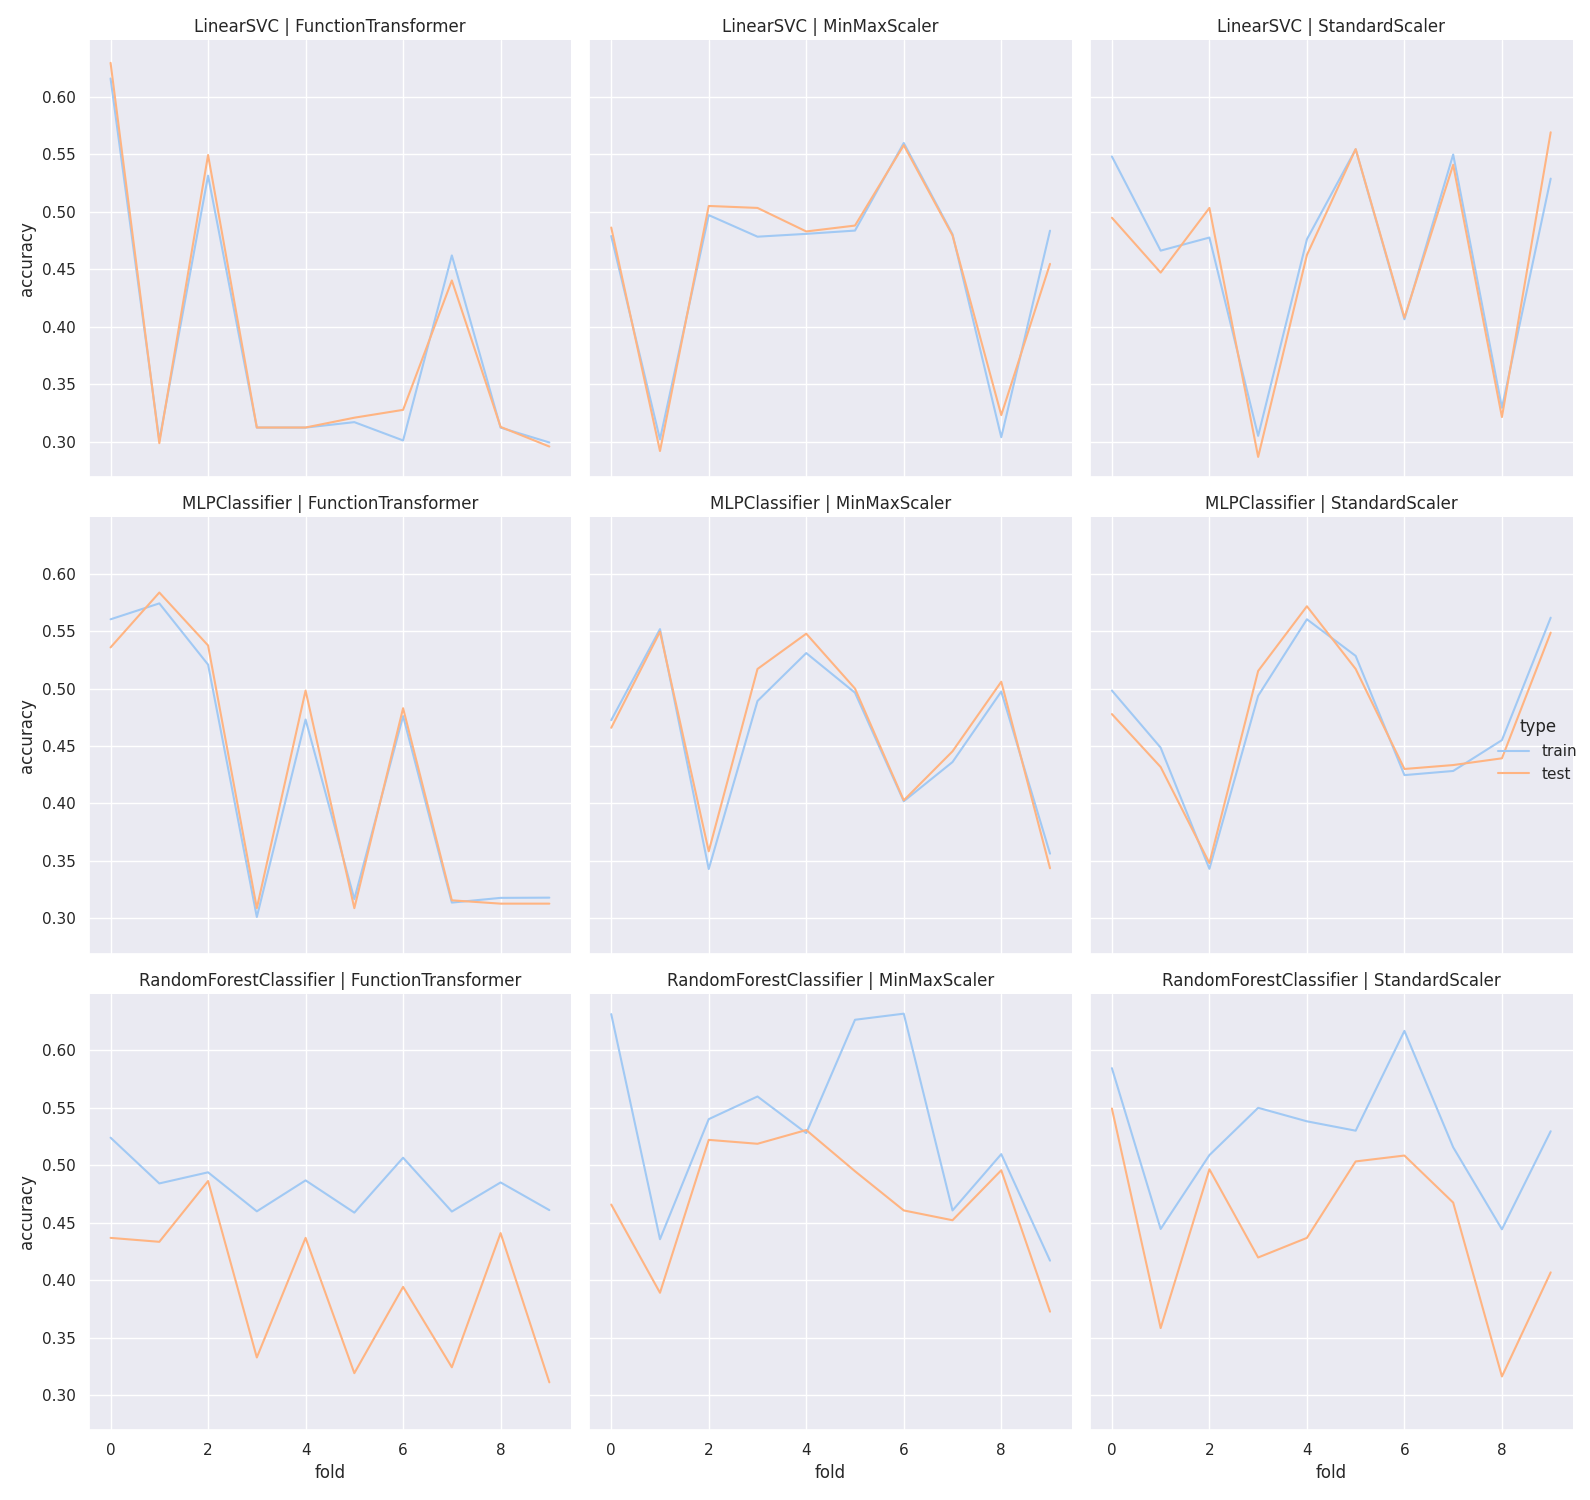 LinearSVC | FunctionTransformer
LinearSVC | MinMaxScaler
LinearSVC | StandardScaler
0.60
0.55
0.50
0.45
0.40
0.35
0.30
accuracy
MLPClassifier | FunctionTransformer
MLPClassifier | MinMaxScaler
MLPClassifier | StandardScaler
0.60
0.55
0.50
0.45
0.40
0.35
0.30
accuracy
type
train
test
RandomForestClassifier | FunctionTransformer
RandomForestClassifier | MinMaxScaler
RandomForestClassifier | StandardScaler
0.60
0.55
0.50
0.45
0.40
0.35
0.30
accuracy
0 2 4 6 8
fold
0 2 4 6 8
fold
0 2 4 6 8
fold